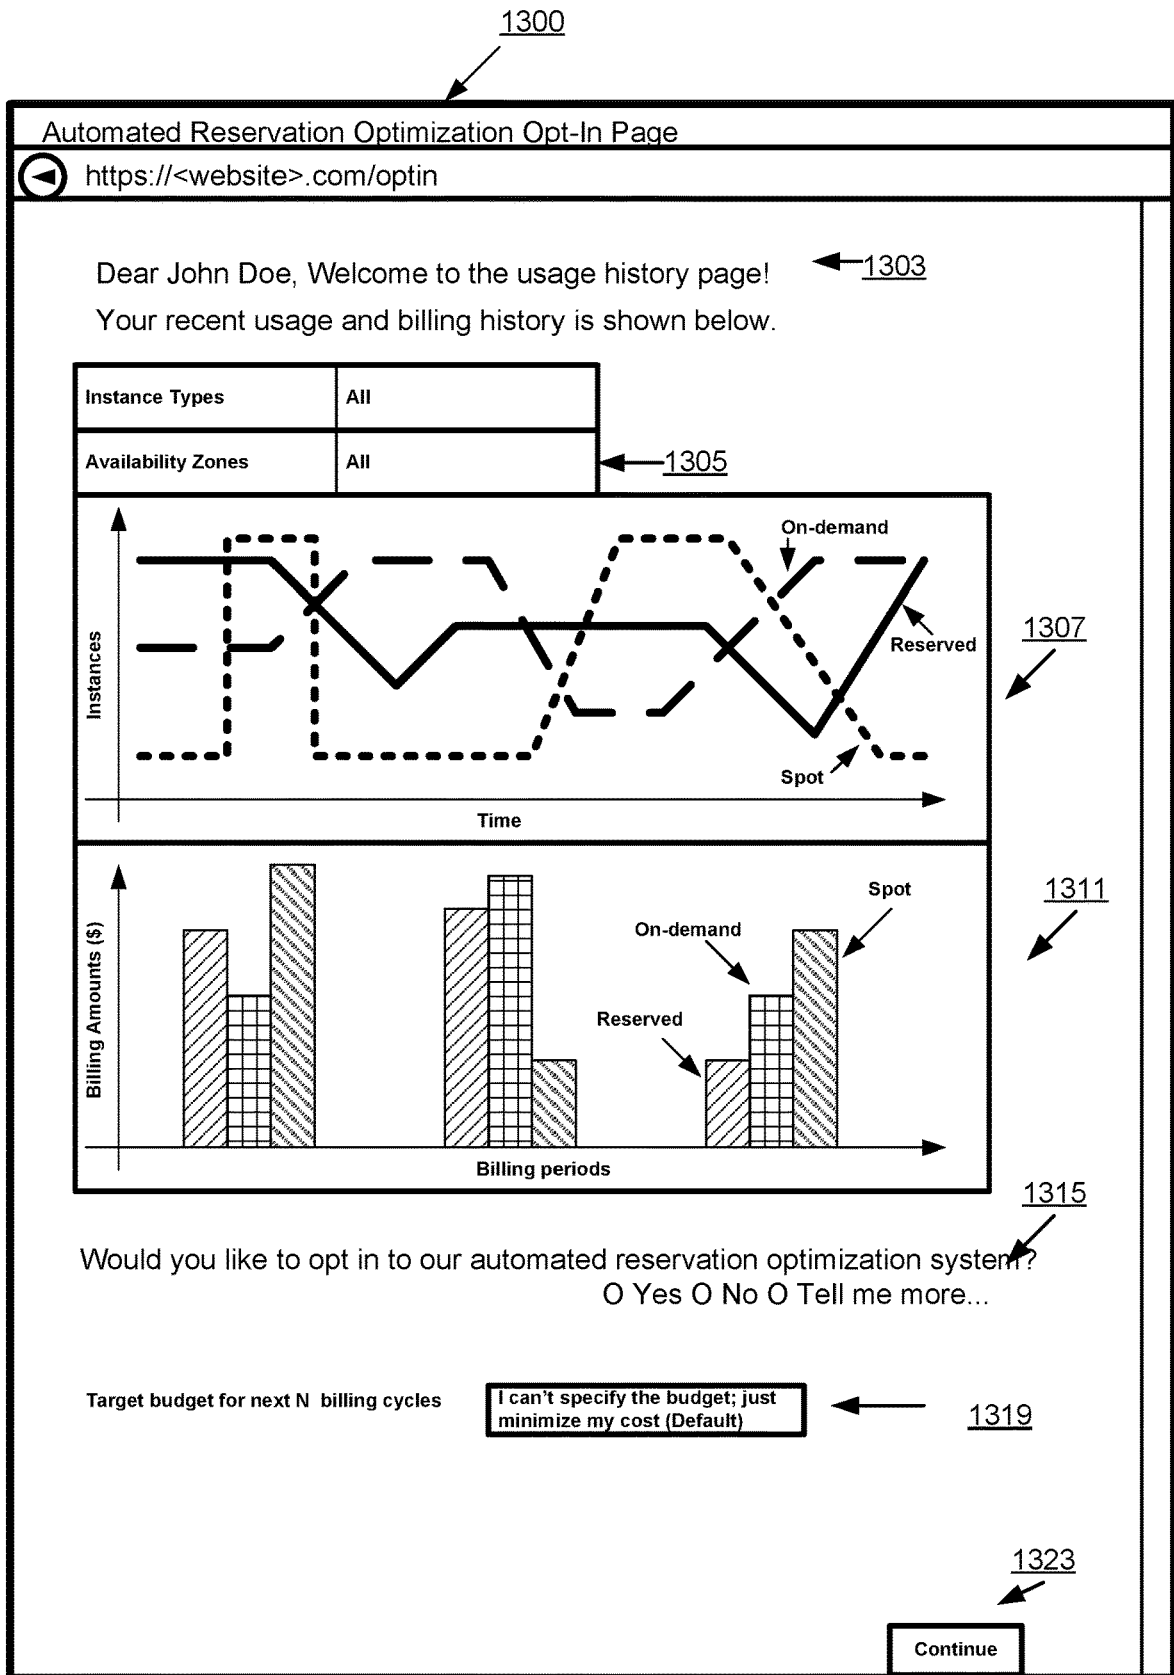 1300
Automated Reservation Optimization Opt-In Page
https://<website>.com/optin
Dear John Doe, Welcome to the usage history page!
1303
Your recent usage and billing history is shown below.
Instance Types
All
Availability Zones
All
1305
Instances
On-demand
Reserved
1307
Spot
Time
Billing Amounts ($)
Spot
1311
On-demand
Reserved
Billing periods
1315
Would you like to opt in to our automated reservation optimization system?
O Yes O No O Tell me more...
Target budget for next N billing cycles
I can't specify the budget; just
minimize my cost (Default)
1319
1323
Continue